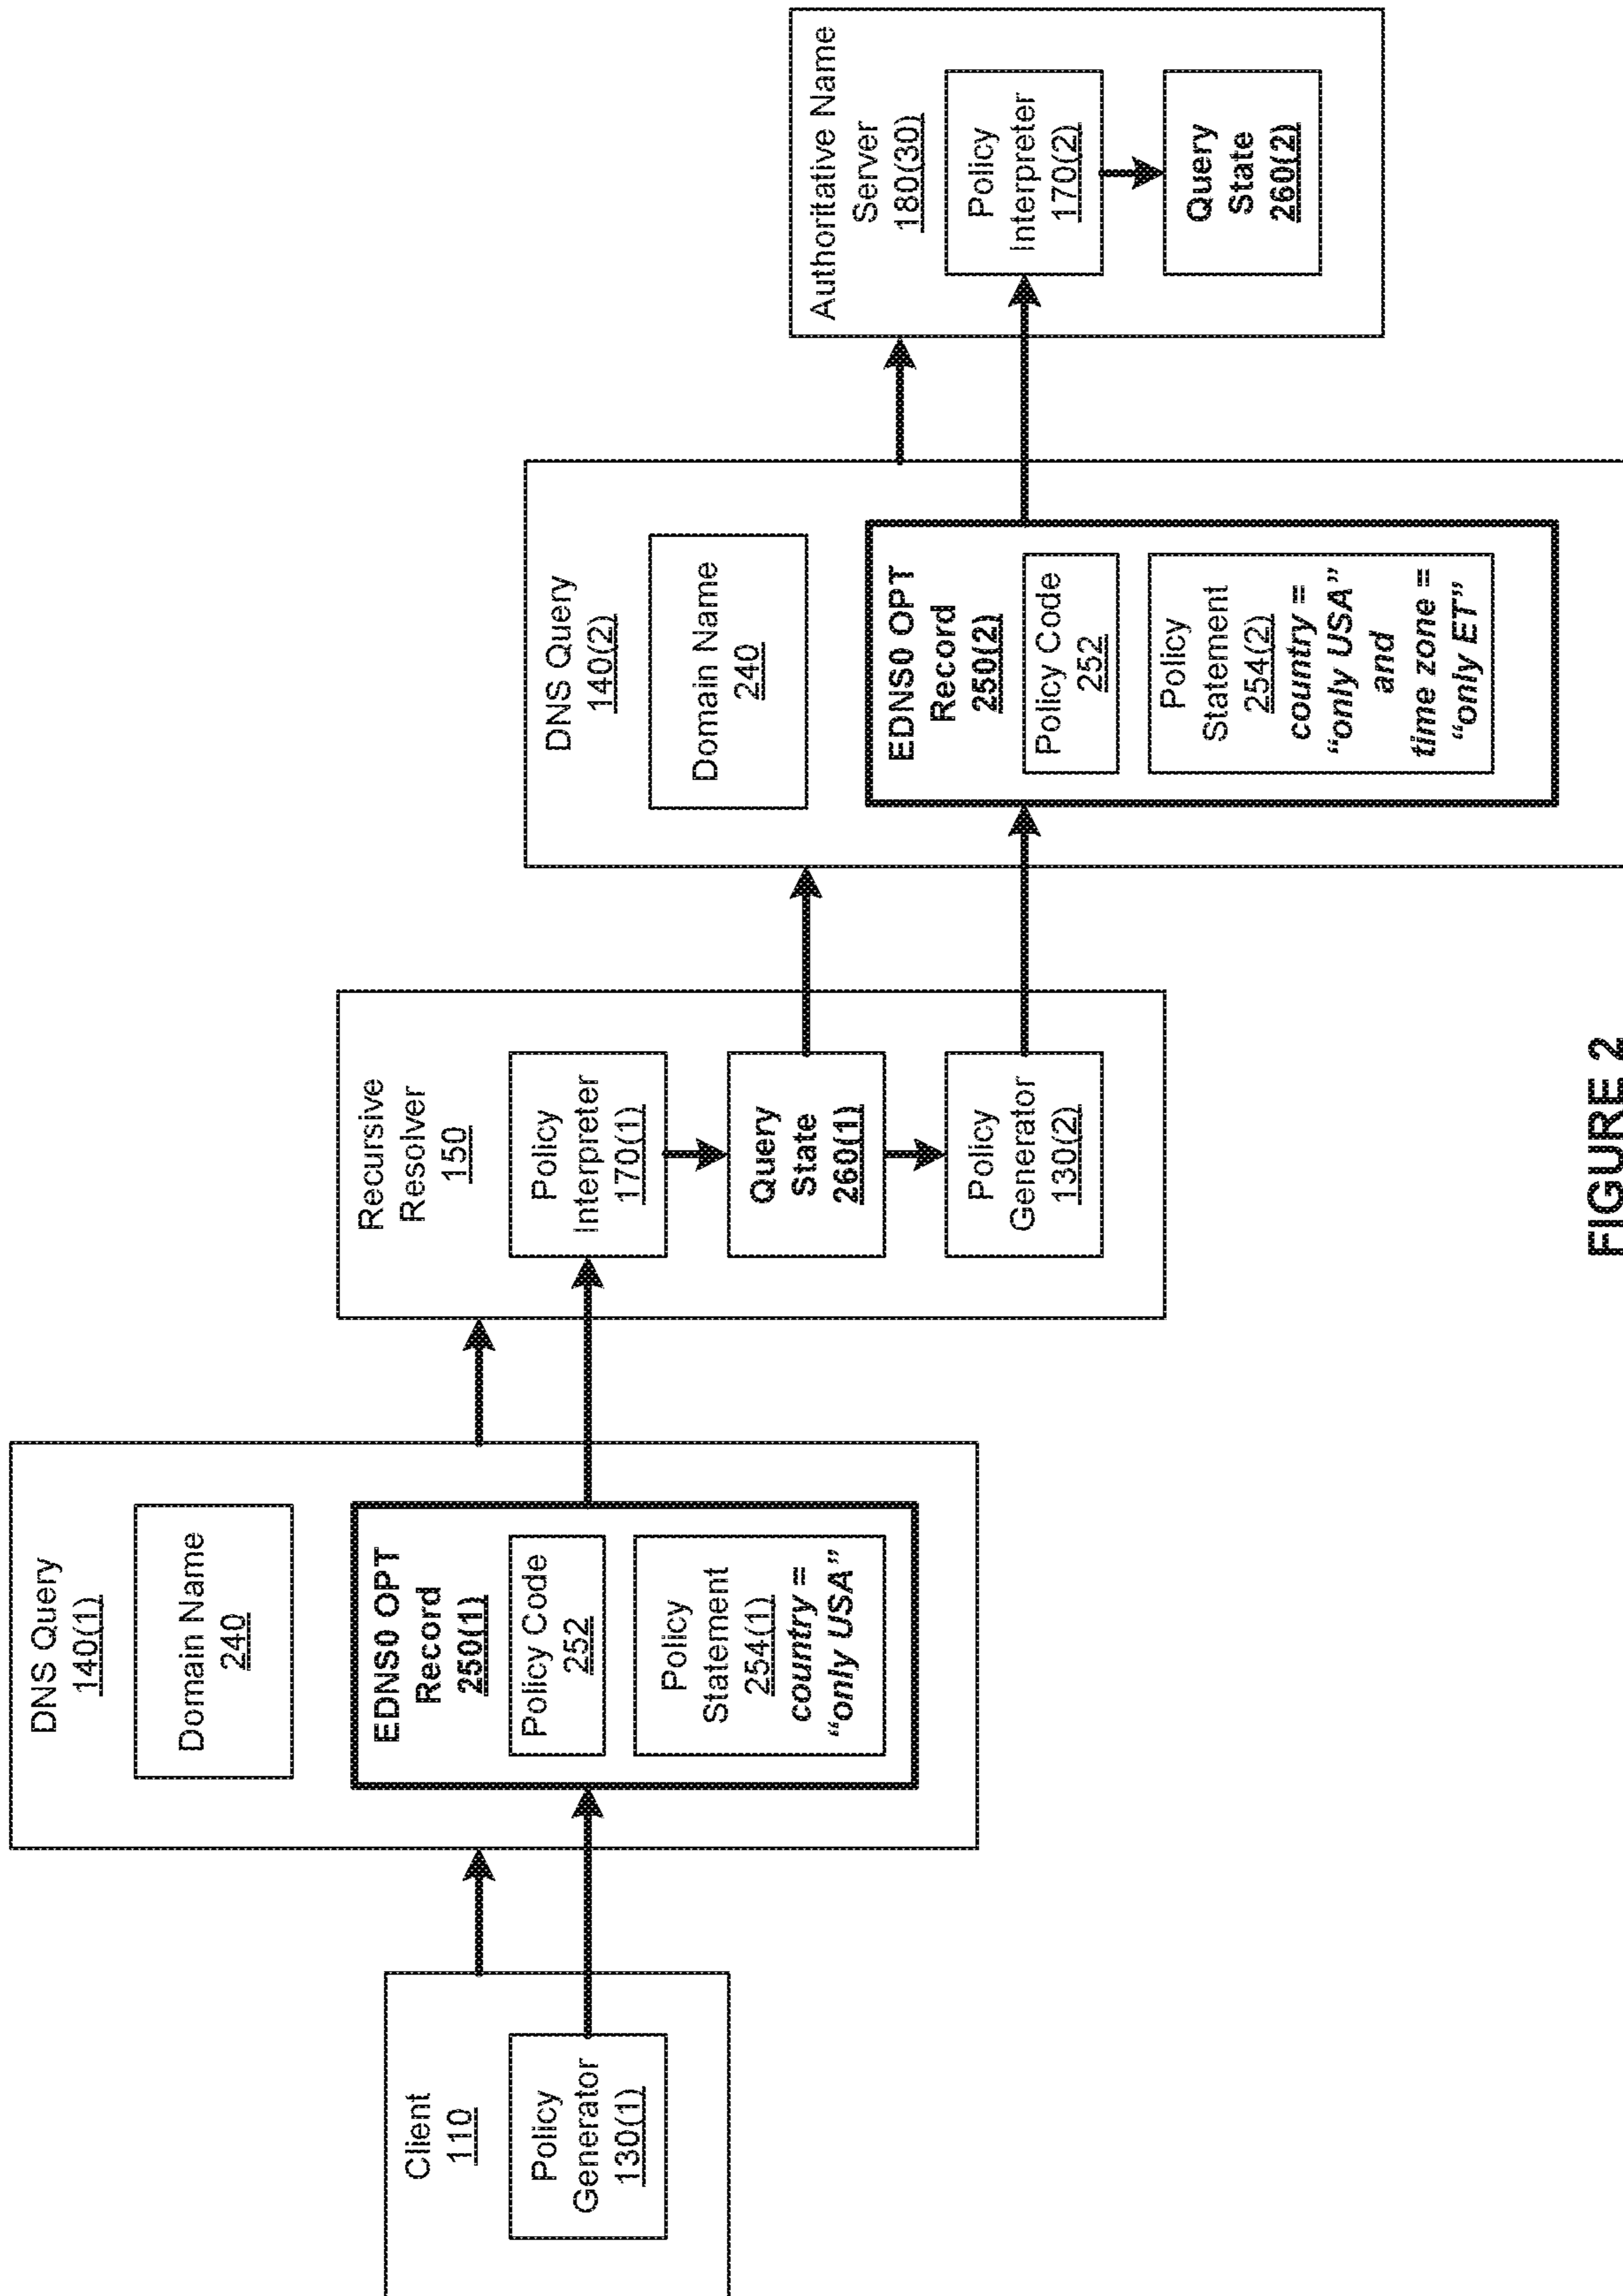 Client
110
Policy
Generator
130(1)
DNS Query
140(1)
Domain Name
240
EDNS0 OPT
Record
250(1)
Policy Code
252
Policy
Statement
254(1)
country =
“only USA”
Recursive
Resolver
150
Policy
Interpreter
170(1)
Query
State
260(1)
Policy
Generator
130(2)
DNS Query
140(2)
Domain Name
240
EDNS0 OPT
Record
250(2)
Policy Code
252
Policy
Statement
254(2)
country =
“only USA”
and
time zone =
“only ET”
Authoritative Name
Server
180(30)
Policy
Interpreter
170(2)
Query
State
260(2)
FIGURE 2